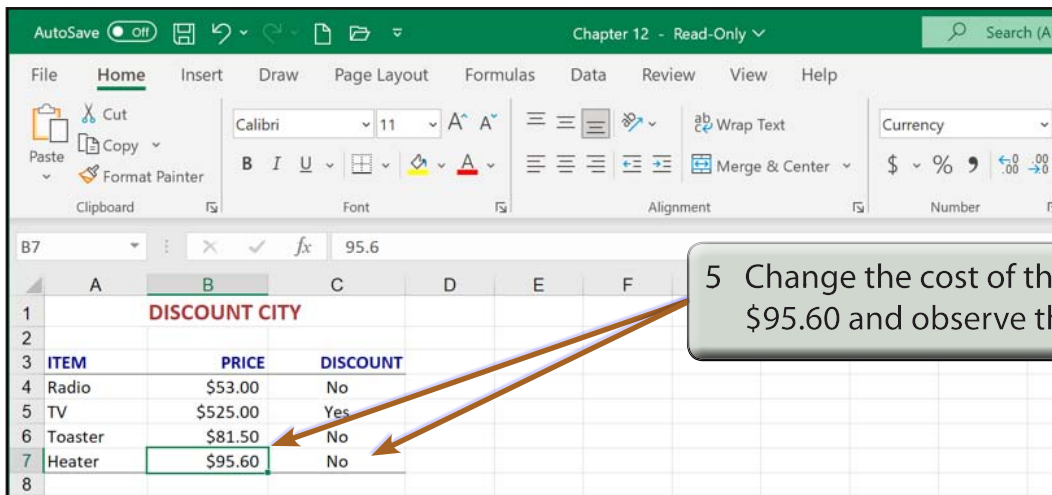 AutoSave Off Chapter 12 - Read-Only Search (A
File Home Insert Draw Page Layout Formulas Data Review View Help
Cut
Copy
Paste
Format Painter
Calibri 11 A^ A˅
B I U A
ab Wrap Text
Merge & Center
Currency
$ % 9 .00 .00
Clipboard Font Alignment Number
B7 fx 95.6
A B C D E F
1 DISCOUNT CITY
2
3 ITEM PRICE DISCOUNT
4 Radio $53.00 No
5 TV $525.00 Yes
6 Toaster $81.50 No
7 Heater $95.60 No
8
5 Change the cost of th
$95.60 and observe th